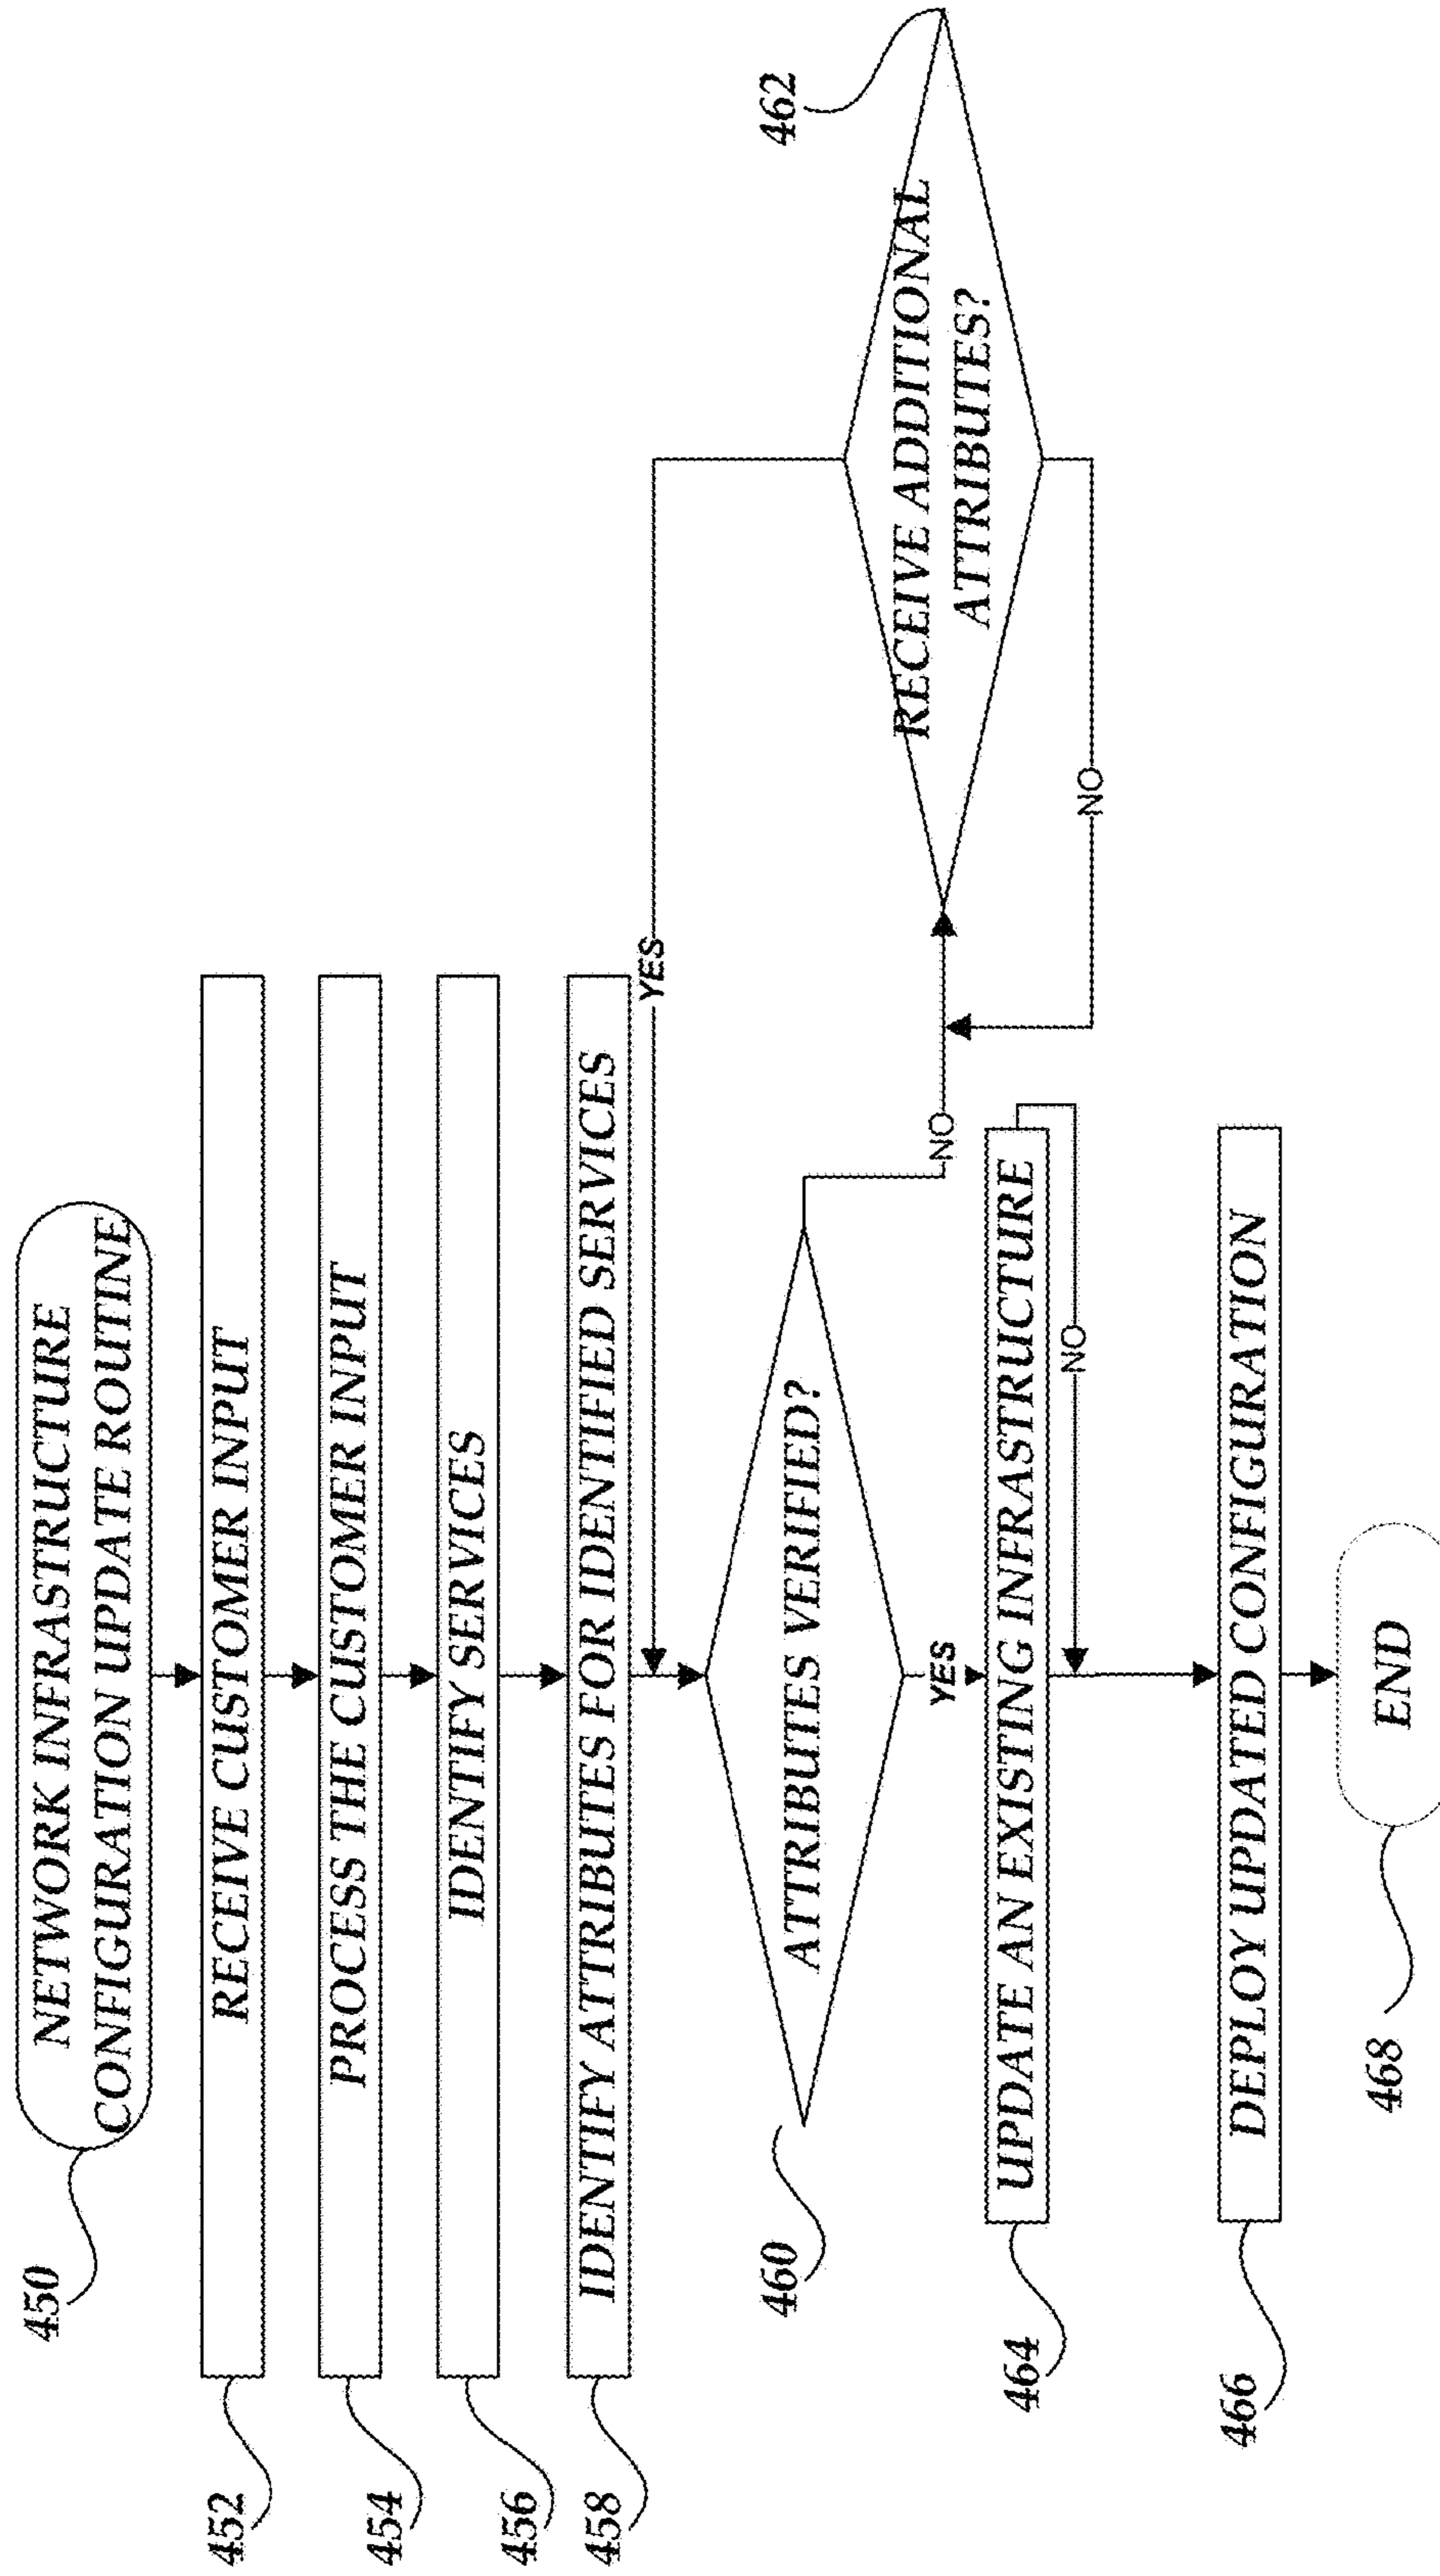 450
NETWORK INFRASTRUCTURE
CONFIGURATION UPDATE ROUTINE
452
RECEIVE CUSTOMER INPUT
454
PROCESS THE CUSTOMER INPUT
456
IDENTIFY SERVICES
458
IDENTIFY ATTRIBUTES FOR IDENTIFIED SERVICES
YES
460
ATTRIBUTES VERIFIED?
NO
462
RECEIVE ADDITIONAL
ATTRIBUTES?
NO
YES
464
UPDATE AN EXISTING INFRASTRUCTURE
NO
466
DEPLOY UPDATED CONFIGURATION
468
END